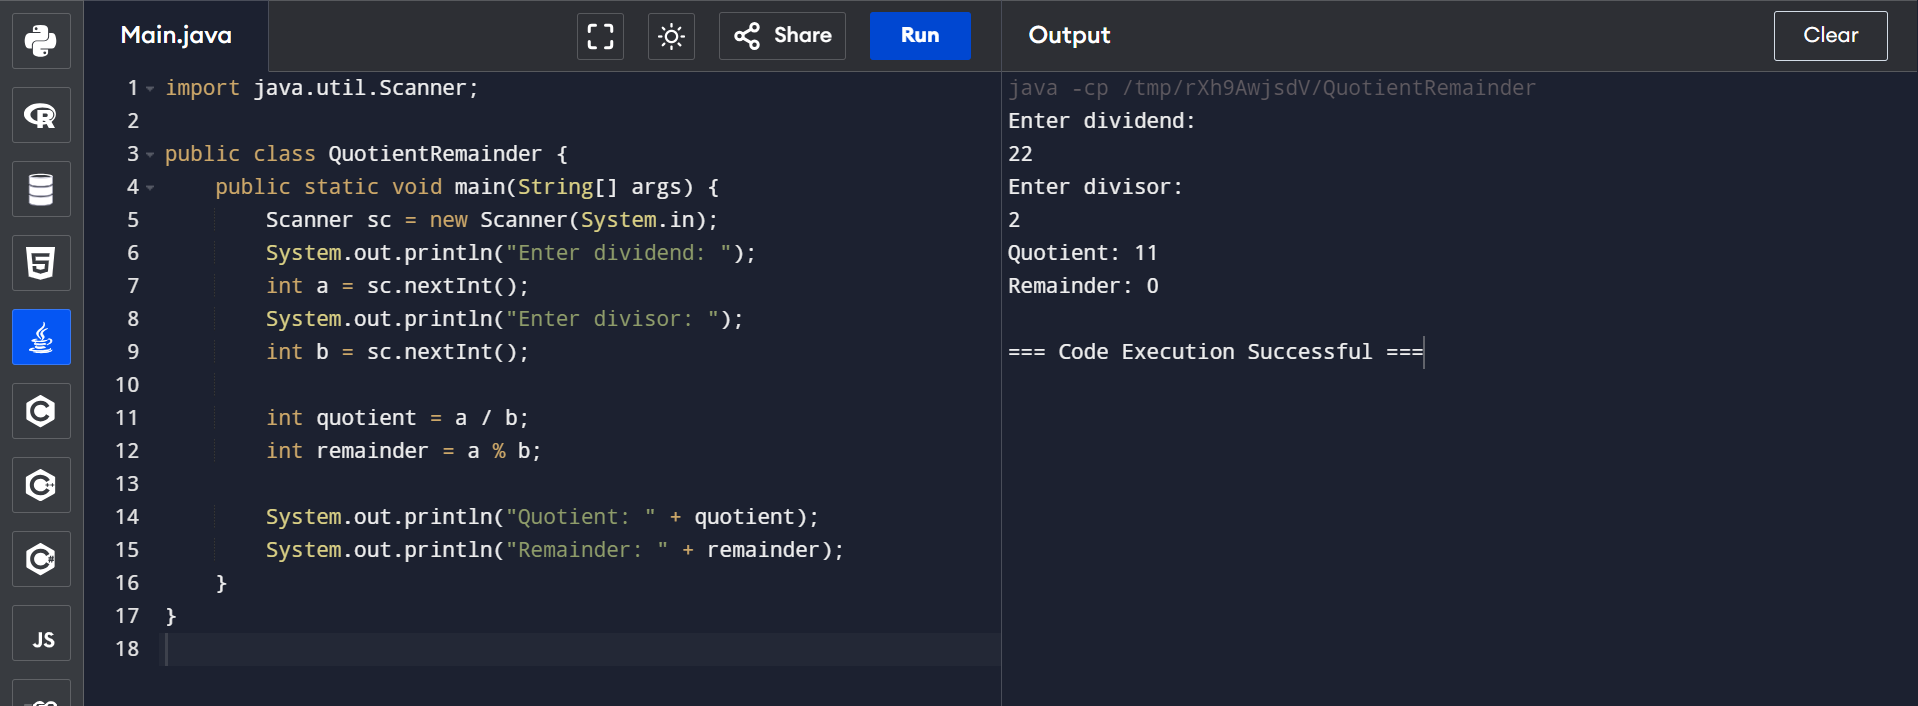 Main.java
Share
Run
Output
Clear
1 import java.util.Scanner;
2
3 public class QuotientRemainder {
4     public static void main(String[] args) {
5         Scanner sc = new Scanner(System.in);
6         System.out.println("Enter dividend: ");
7         int a = sc.nextInt();
8         System.out.println("Enter divisor: ");
9         int b = sc.nextInt();
10
11         int quotient = a / b;
12         int remainder = a % b;
13
14         System.out.println("Quotient: " + quotient);
15         System.out.println("Remainder: " + remainder);
16     }
17 }
18
java -cp /tmp/rXh9AwjsdV/QuotientRemainder
Enter dividend:
22
Enter divisor:
2
Quotient: 11
Remainder: 0
=== Code Execution Successful ===
R
5
C
C++
C#
JS